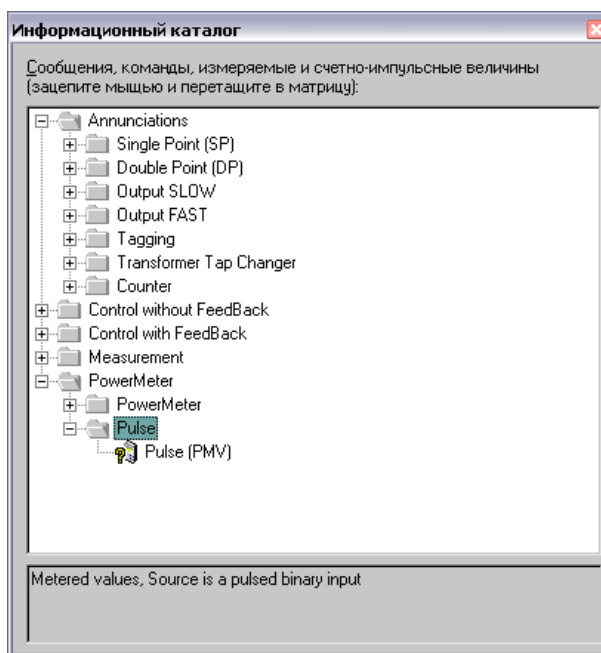 Информационный каталог
Сообщения, команды, измеряемые и счетно-импульсные величины
(зацепите мыщью и перетащите в матрицу):
Annunciations
Single Point (SP)
Double Point (DP)
Output SLOW
Output FAST
Tagging
Transformer Tap Changer
Counter
Control without FeedBack
Control with FeedBack
Measurement
PowerMeter
PowerMeter
Pulse
Pulse (PMV)
Metered values, Source is a pulsed binary input